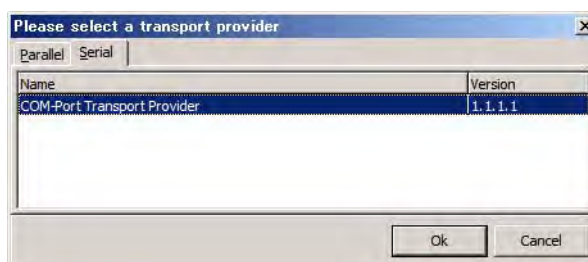 Please select a transport provider
Parallel Serial
Name Version
COM-Port Transport Provider 1.1.1.1
Ok Cancel